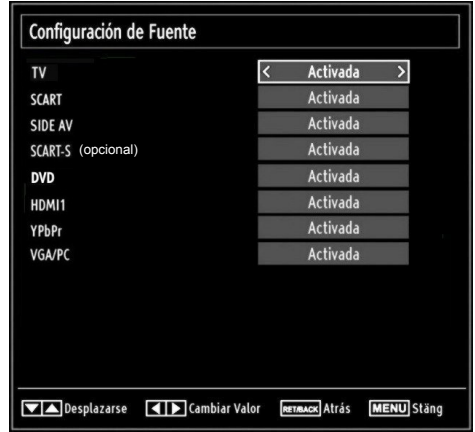 Configuración de Fuente
TV < Activada >
SCART Activada
SIDE AV Activada
SCART-S (opcional) Activada
DVD Activada
HDMI1 Activada
YPbPr Activada
VGA/PC Activada
▼▲ Desplazarse ◀▶ Cambiar Valor RET/BACK Atrás MENU Stäng